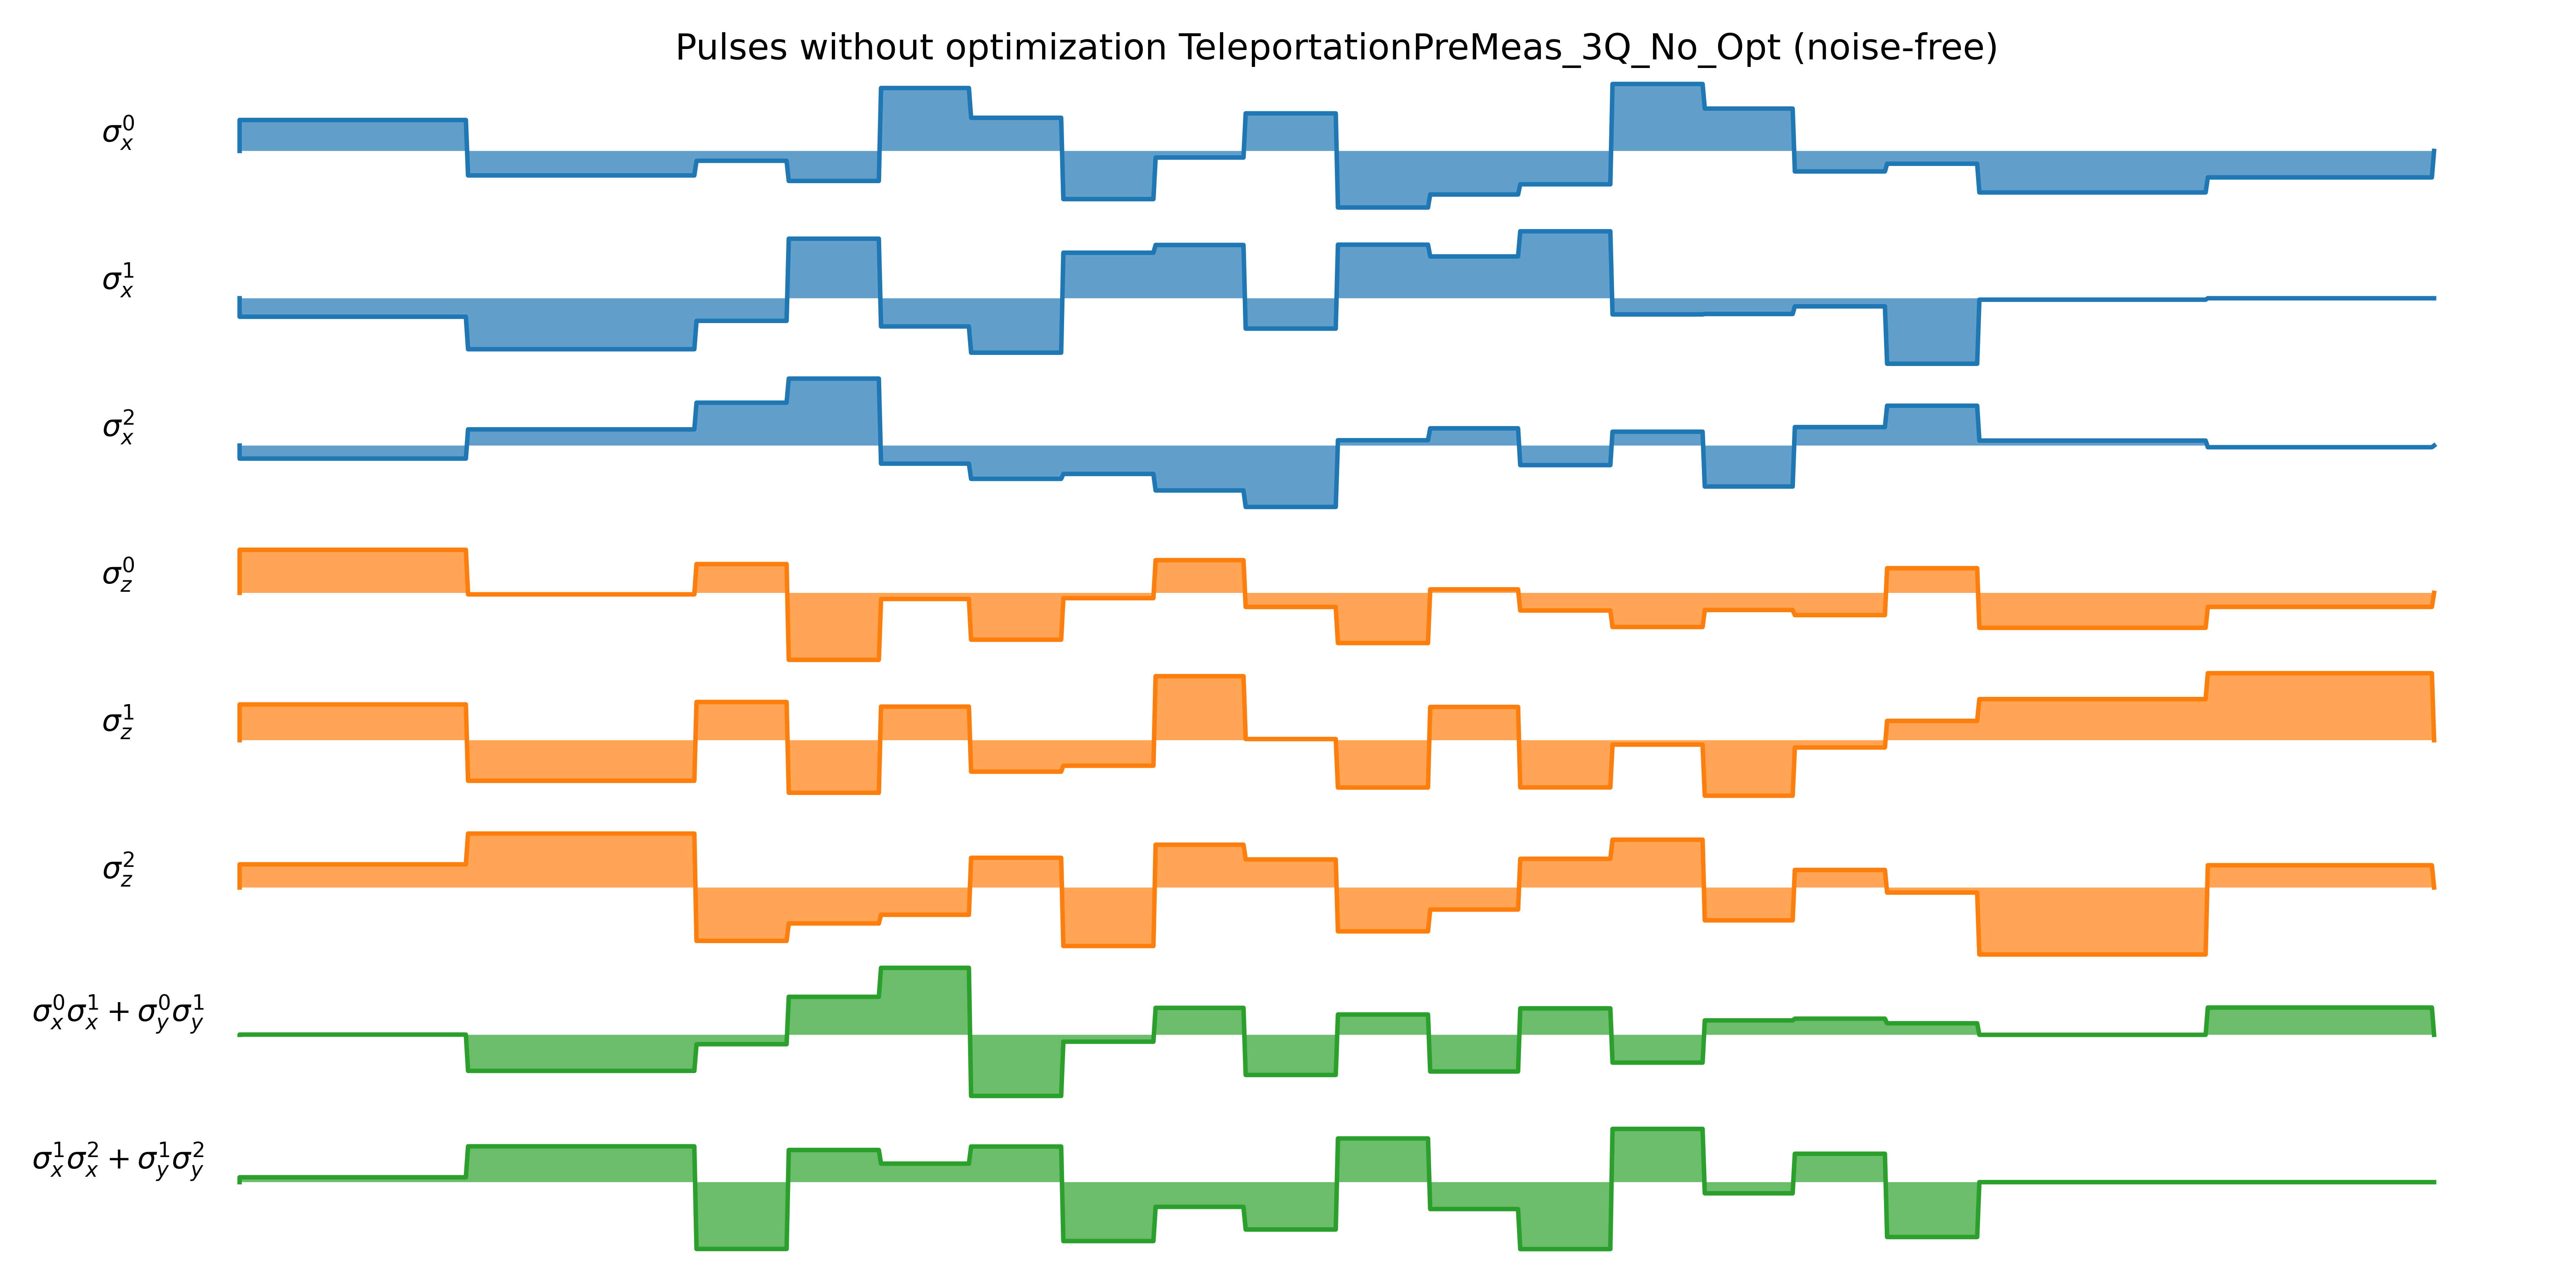 Pulses without optimization TeleportationPreMeas_3Q_No_Opt (noise-free)
σ_x^0
σ_x^1
σ_x^2
σ_z^0
σ_z^1
σ_z^2
σ_x^0σ_x^1 + σ_y^0σ_y^1
σ_x^1σ_x^2 + σ_y^1σ_y^2